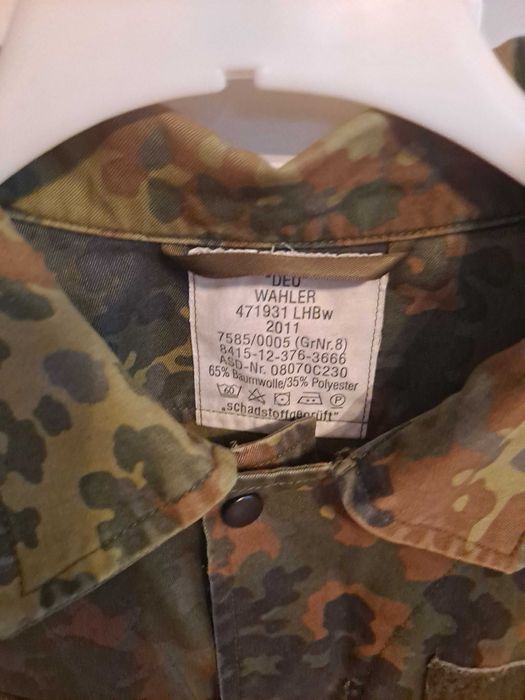 "DEU"
WAHLER
471931 LHBw
2011
7585/0005 (GrNr.8)
8415-12-376-3666
ASD-Nr. 08070C230
65% Baumwolle/35% Polyester
60 P
„schadstoffgeprüft"